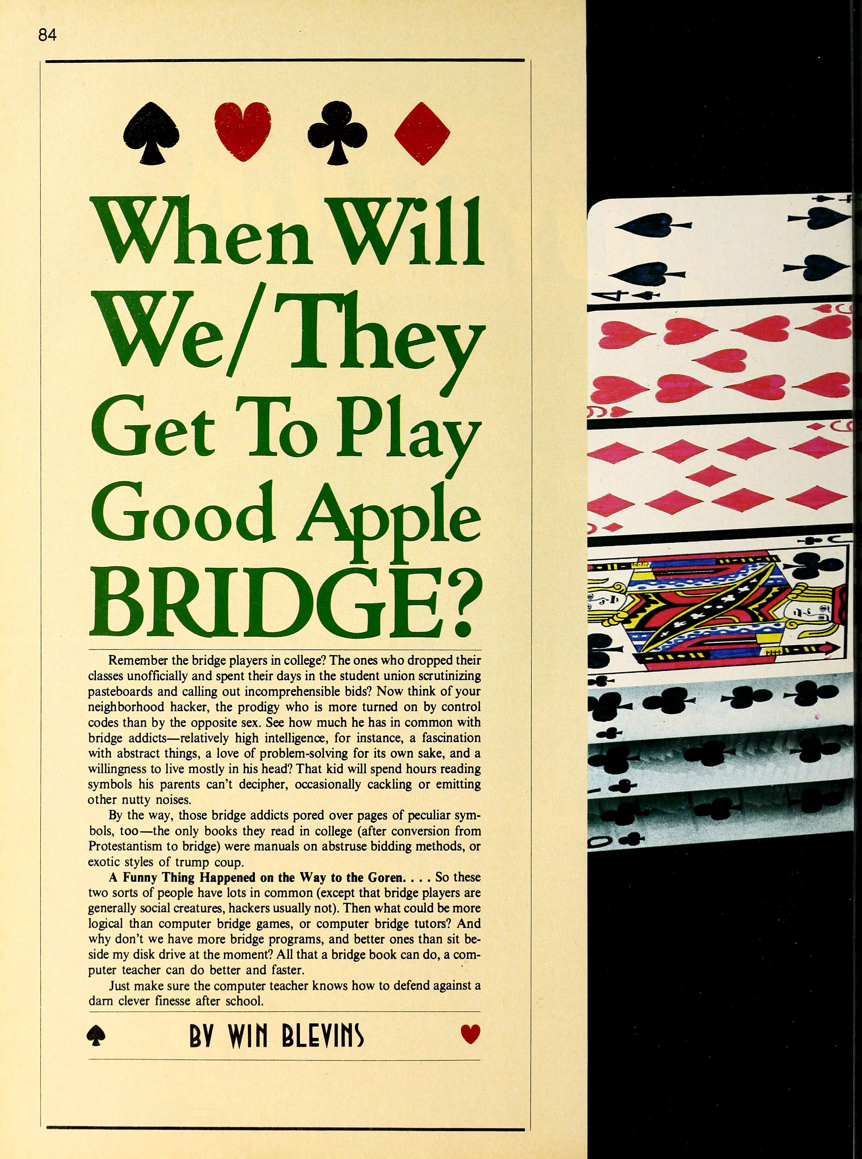 84
When Will
We/They
Get To Play
Good Apple
BRIDGE?
Remember the bridge players in college? The ones who dropped their
classes unofficially and spent their days in the student union scrutinizing
pasteboards and calling out incomprehensible bids? Now think of your
neighborhood hacker, the prodigy who is more turned on by control
codes than by the opposite sex. See how much he has in common with
bridge addicts—relatively high intelligence, for instance, a fascination
with abstract things, a love of problem-solving for its own sake, and a
willingness to live mostly in his head? That kid will spend hours reading
symbols his parents can't decipher, occasionally cackling or emitting
other nutty noises.
By the way, those bridge addicts pored over pages of peculiar sym-
bols, too—the only books they read in college (after conversion from
Protestantism to bridge) were manuals on abstruse bidding methods, or
exotic styles of trump coup.
A Funny Thing Happened on the Way to the Goren. . . . So these
two sorts of people have lots in common (except that bridge players are
generally social creatures, hackers usually not). Then what could be more
logical than computer bridge games, or computer bridge tutors? And
why don't we have more bridge programs, and better ones than sit be-
side my disk drive at the moment? All that a bridge book can do, a com-
puter teacher can do better and faster.
Just make sure the computer teacher knows how to defend against a
darn clever finesse after school.
BY WIN BLEVINS
4
9
9
J